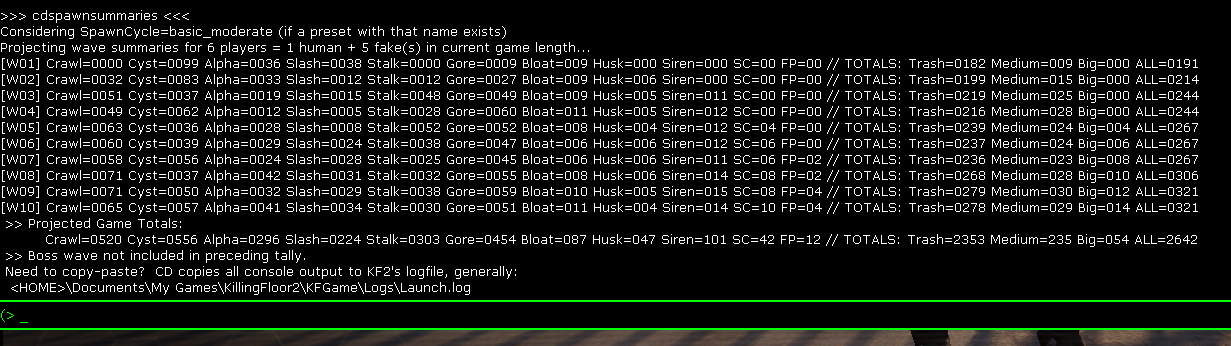 >>> cdspawnsummaries <<<
Considering SpawnCycle=basic_moderate (if a preset with that name exists)
Projecting wave summaries for 6 players = 1 human + 5 fake(s) in current game length...
[W01] Crawl=0000 Cyst=0099 Alpha=0036 Slash=0038 Stalk=0000 Gore=0009 Bloat=009 Husk=000 Siren=000 SC=00 FP=00 // TOTALS: Trash=0182 Medium=009 Big=000 ALL=0191
[W02] Crawl=0032 Cyst=0083 Alpha=0033 Slash=0012 Stalk=0012 Gore=0027 Bloat=009 Husk=006 Siren=000 SC=00 FP=00 // TOTALS: Trash=0199 Medium=015 Big=000 ALL=0214
[W03] Crawl=0051 Cyst=0037 Alpha=0019 Slash=0015 Stalk=0048 Gore=0049 Bloat=009 Husk=005 Siren=011 SC=00 FP=00 // TOTALS: Trash=0219 Medium=025 Big=000 ALL=0244
[W04] Crawl=0049 Cyst=0062 Alpha=0012 Slash=0005 Stalk=0028 Gore=0060 Bloat=011 Husk=005 Siren=012 SC=00 FP=00 // TOTALS: Trash=0216 Medium=028 Big=000 ALL=0244
[W05] Crawl=0063 Cyst=0036 Alpha=0028 Slash=0008 Stalk=0052 Gore=0052 Bloat=008 Husk=004 Siren=012 SC=04 FP=00 // TOTALS: Trash=0239 Medium=024 Big=004 ALL=0267
[W06] Crawl=0060 Cyst=0039 Alpha=0029 Slash=0024 Stalk=0038 Gore=0047 Bloat=006 Husk=006 Siren=012 SC=06 FP=00 // TOTALS: Trash=0237 Medium=024 Big=006 ALL=0267
[W07] Crawl=0058 Cyst=0056 Alpha=0024 Slash=0028 Stalk=0025 Gore=0045 Bloat=006 Husk=006 Siren=011 SC=06 FP=02 // TOTALS: Trash=0236 Medium=023 Big=008 ALL=0267
[W08] Crawl=0071 Cyst=0037 Alpha=0042 Slash=0031 Stalk=0032 Gore=0055 Bloat=008 Husk=006 Siren=014 SC=08 FP=02 // TOTALS: Trash=0268 Medium=028 Big=010 ALL=0306
[W09] Crawl=0071 Cyst=0050 Alpha=0032 Slash=0029 Stalk=0038 Gore=0059 Bloat=010 Husk=005 Siren=015 SC=08 FP=04 // TOTALS: Trash=0279 Medium=030 Big=012 ALL=0321
[W10] Crawl=0065 Cyst=0057 Alpha=0041 Slash=0034 Stalk=0030 Gore=0051 Bloat=011 Husk=004 Siren=014 SC=10 FP=04 // TOTALS: Trash=0278 Medium=029 Big=014 ALL=0321
>> Projected Game Totals:
Crawl=0520 Cyst=0556 Alpha=0296 Slash=0224 Stalk=0303 Gore=0454 Bloat=087 Husk=047 Siren=101 SC=42 FP=12 // TOTALS: Trash=2353 Medium=235 Big=054 ALL=2642
>> Boss wave not included in preceding tally.
Need to copy-paste? CD copies all console output to KF2's logfile, generally:
<HOME>\Documents\My Games\KillingFloor2\KFGame\Logs\Launch.log
(> _